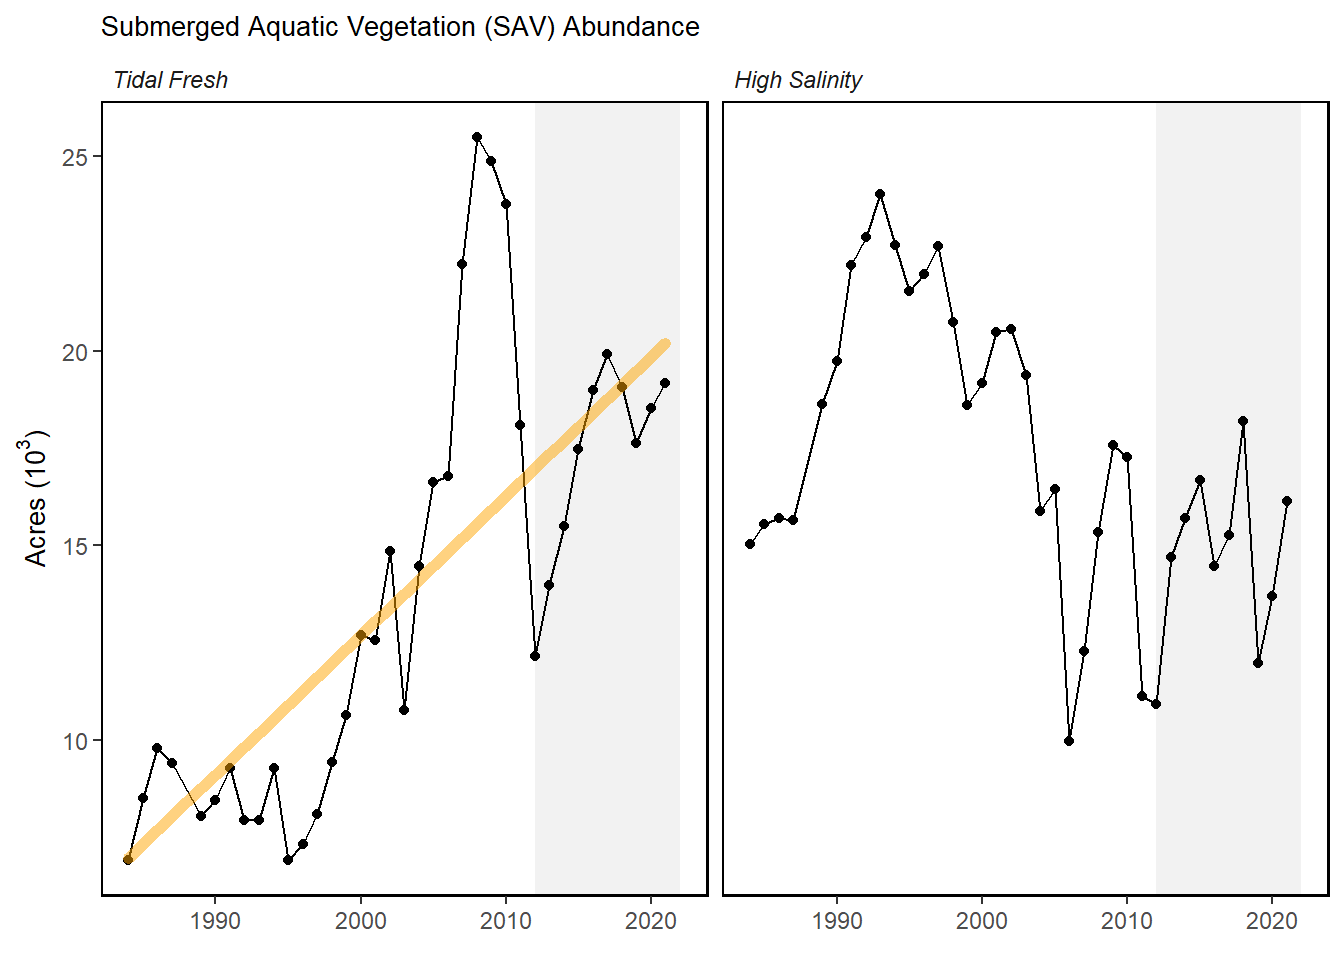 Submerged Aquatic Vegetation (SAV) Abundance
Tidal Fresh
High Salinity
25
20
15
10
Acres (10³)
1990 2000 2010 2020
1990 2000 2010 2020